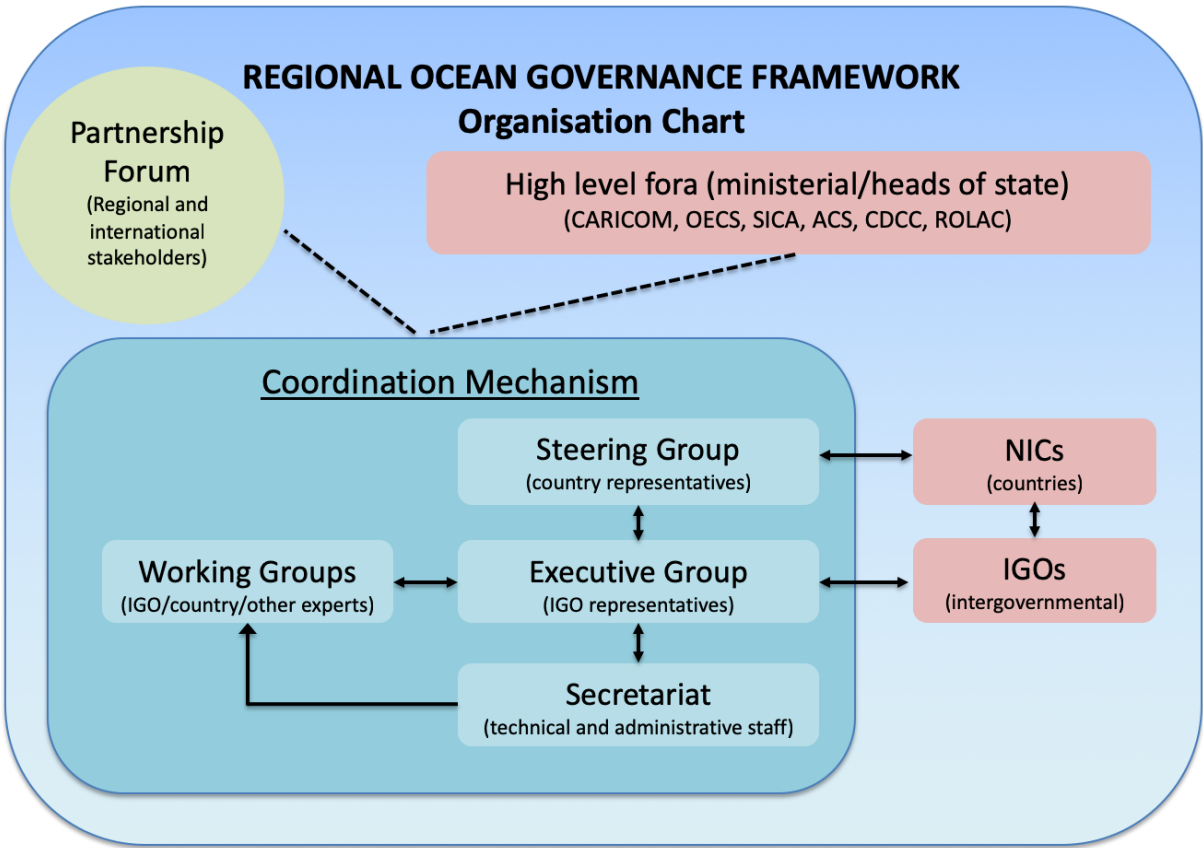 REGIONAL OCEAN GOVERNANCE FRAMEWORK
Organisation Chart
Partnership
Forum
(Regional and
international
stakeholders)
High level fora (ministerial/heads of state)
(CARICOM, OECS, SICA, ACS, CDCC, ROLAC)
Coordination Mechanism
Steering Group
(country representatives)
NICs
(countries)
Working Groups
(IGO/country/other experts)
Executive Group
(IGO representatives)
IGOs
(intergovernmental)
Secretariat
(technical and administrative staff)